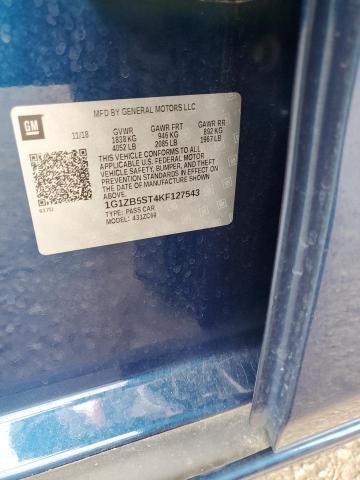 MFD BY GENERAL MOTORS LLC
GM
11/18 GVWR GAWR FRT GAWR RR
1838 KG 946 KG 892 KG
4052 LB 2085 LB 1967 LB
THIS VEHICLE CONFORMS TO ALL
APPLICABLE U.S. FEDERAL MOTOR
VEHICLE SAFETY, BUMPER, AND THEFT
PREVENTION STANDARDS IN EFFECT ON
THE DATE OF MANUFACTURE SHOWN
ABOVE.
1G1ZB5ST4KF127543
TYPE: PASS CAR
MODEL: 431ZC69